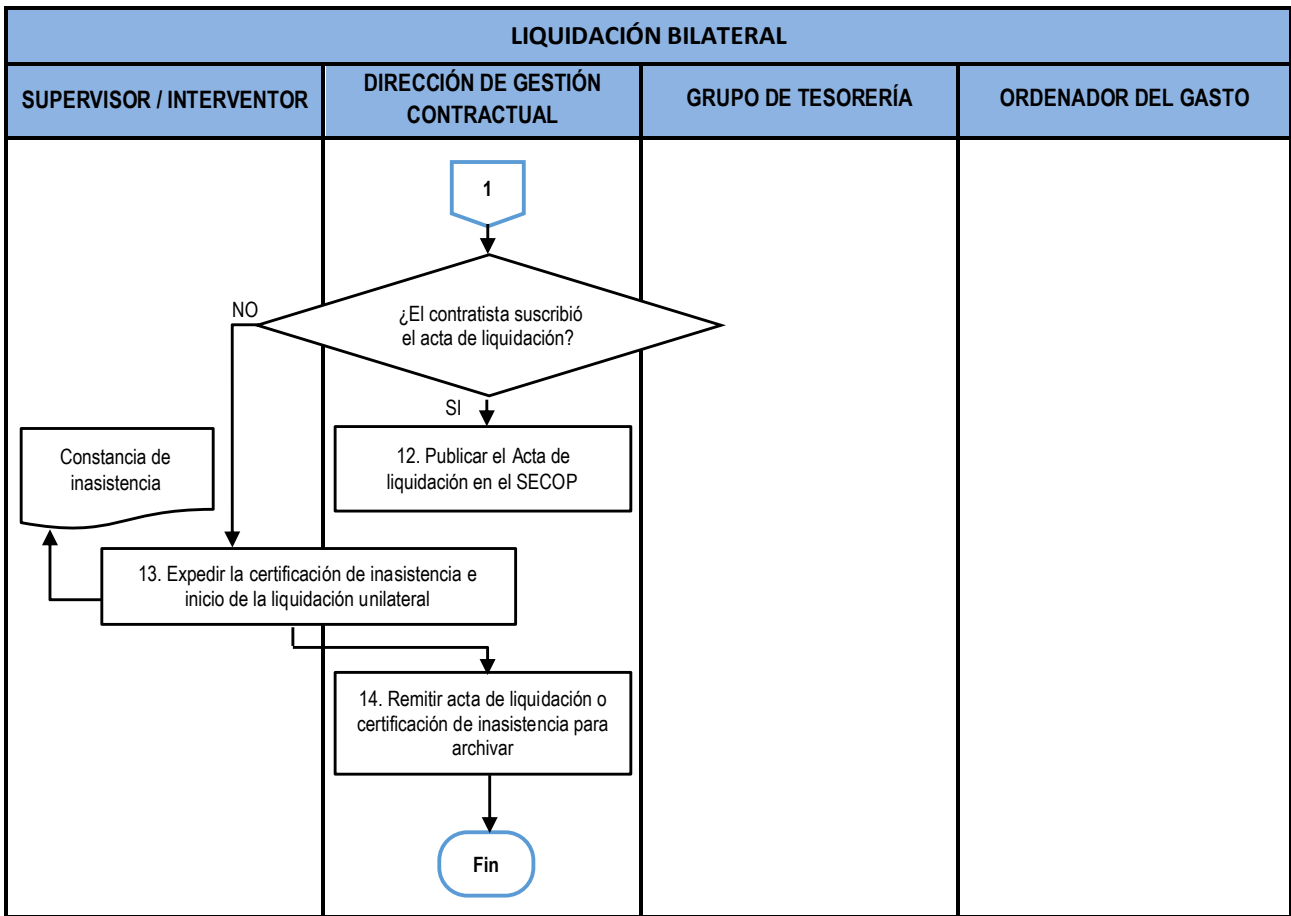 LIQUIDACIÓN BILATERAL
SUPERVISOR / INTERVENTOR
DIRECCIÓN DE GESTIÓN
CONTRACTUAL
GRUPO DE TESORERÍA
ORDENADOR DEL GASTO
1
¿El contratista suscribió
el acta de liquidación?
NO
SI
Constancia de
inasistencia
12. Publicar el Acta de
liquidación en el SECOP
13. Expedir la certificación de inasistencia e
inicio de la liquidación unilateral
14. Remitir acta de liquidación o
certificación de inasistencia para
archivar
Fin